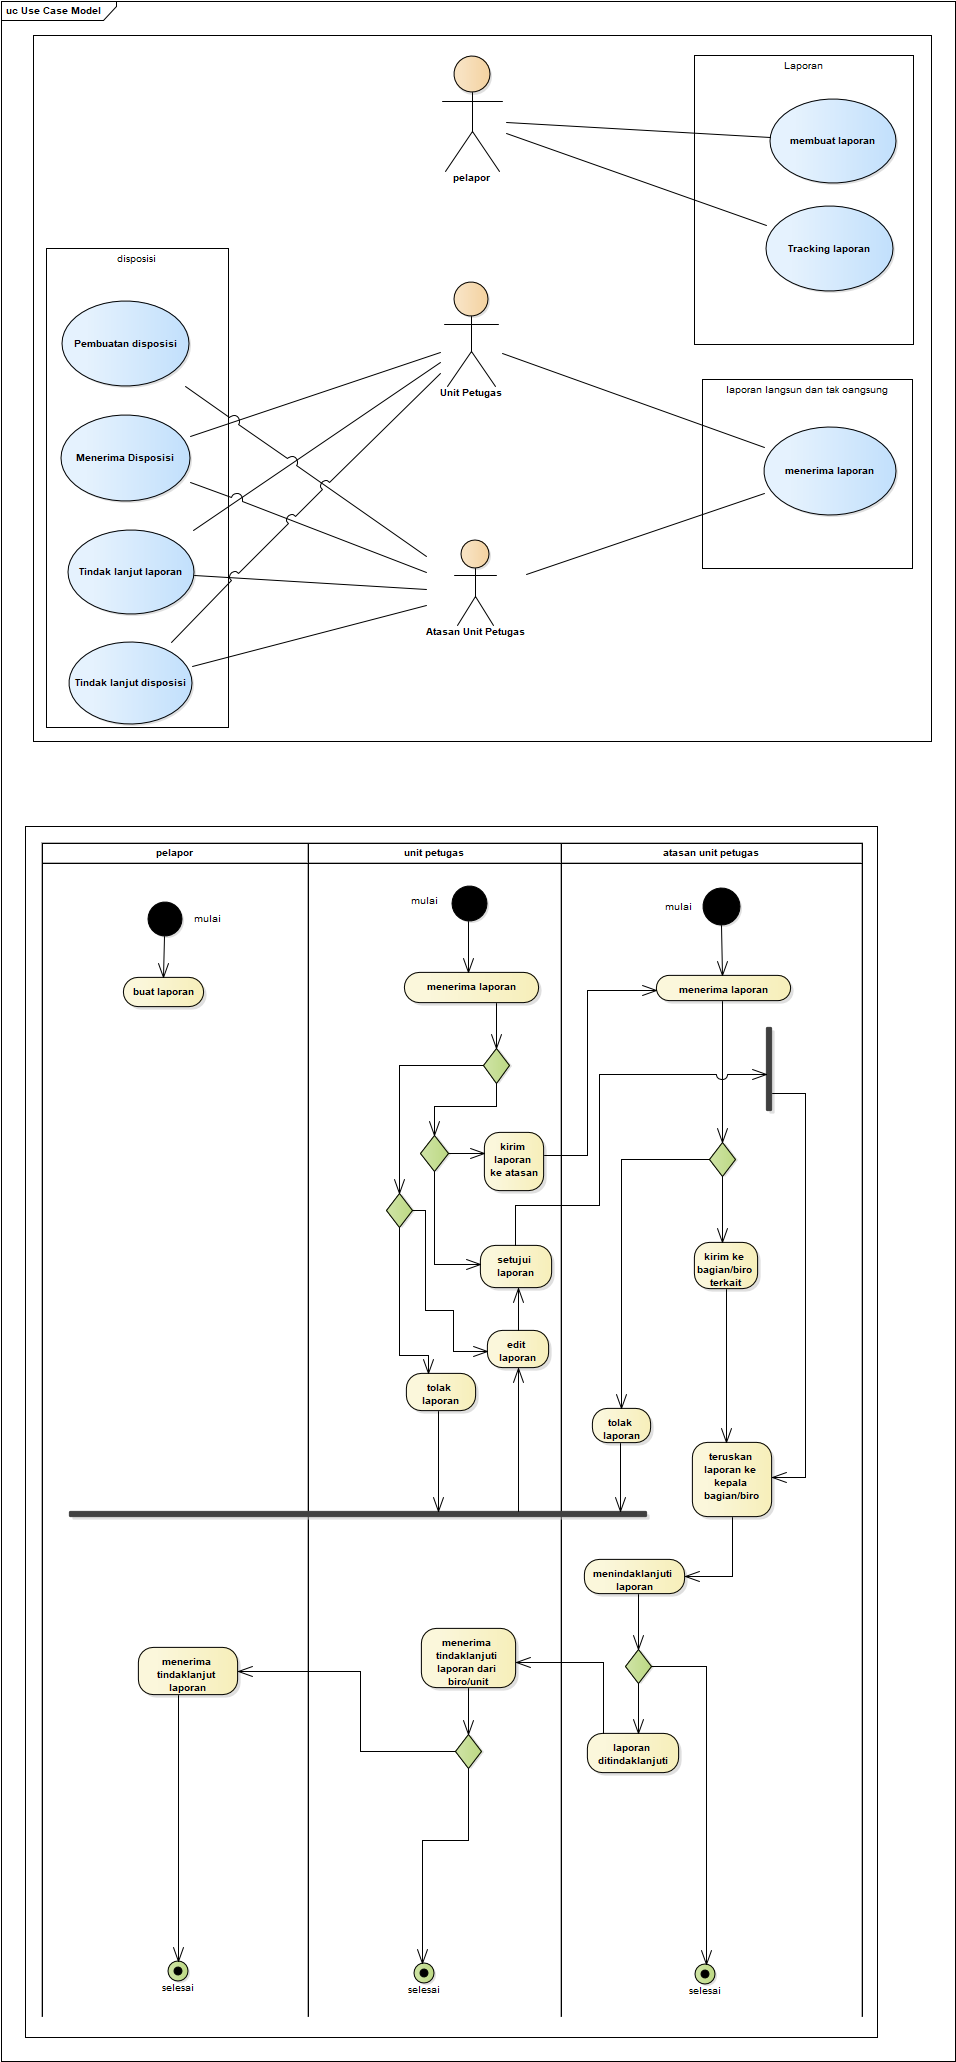 uc Use Case Model
Laporan
membuat laporan
pelapor
Tracking laporan
disposisi
Pembuatan disposisi
Unit Petugas
laporan langsun dan tak oangsung
Menerima Disposisi
menerima laporan
Tindak lanjut laporan
Atasan Unit Petugas
Tindak lanjut disposisi
pelapor
unit petugas
atasan unit petugas
mulai
mulai
mulai
buat laporan
menerima laporan
menerima laporan
kirim
laporan
ke atasan
setujui
laporan
kirim ke
bagian/biro
terkait
edit
laporan
tolak
laporan
tolak
laporan
teruskan
laporan ke
kepala
bagian/biro
menindaklanjuti
laporan
menerima
tindaklanjut
laporan
menerima
tindaklanjuti
laporan dari
biro/unit
laporan
ditindaklanjuti
selesai
selesai
selesai